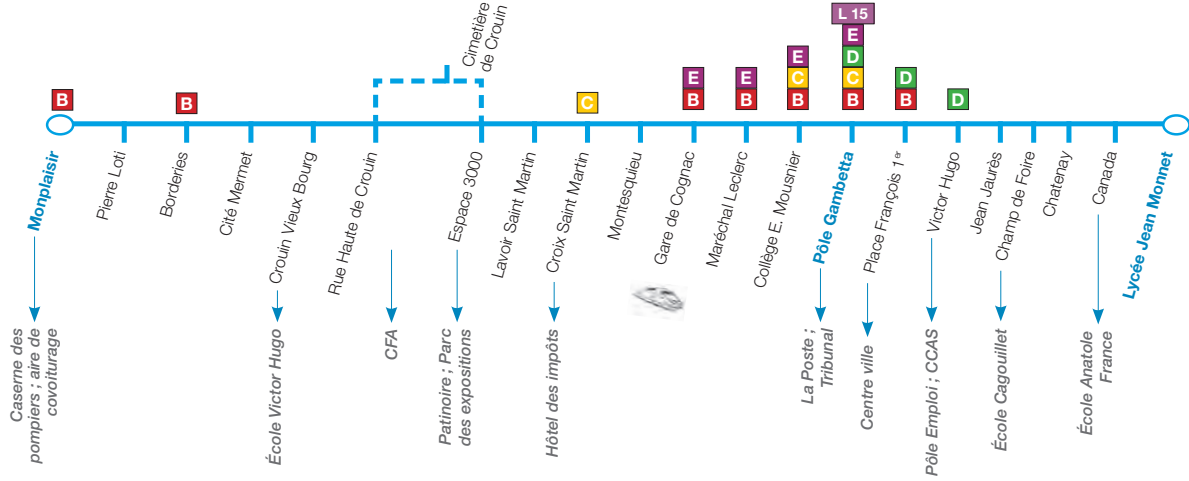 Cimetière
de Crouin
L 15
E
D
C
B
B
B
C
E
B
E
B
E
C
B
D
B
D
Monplaisir
Pierre Loti
Borderies
Cité Mermet
Crouin Vieux Bourg
Rue Haute de Crouin
Espace 3000
Lavoir Saint Martin
Croix Saint Martin
Montesquieu
Gare de Cognac
Maréchal Leclerc
Collège E. Mousnier
Pôle Gambetta
Place François 1er
Victor Hugo
Jean Jaurès
Champ de Foire
Chatenay
Canada
Lycée Jean Monnet
Caserne des
pompiers ; aire de
covoiturage
École Victor Hugo
CFA
Patinoire ; Parc
des expositions
Hôtel des impôts
La Poste ;
Tribunal
Centre ville
Pôle Emploi ; CCAS
École Cagouillet
École Anatole
France